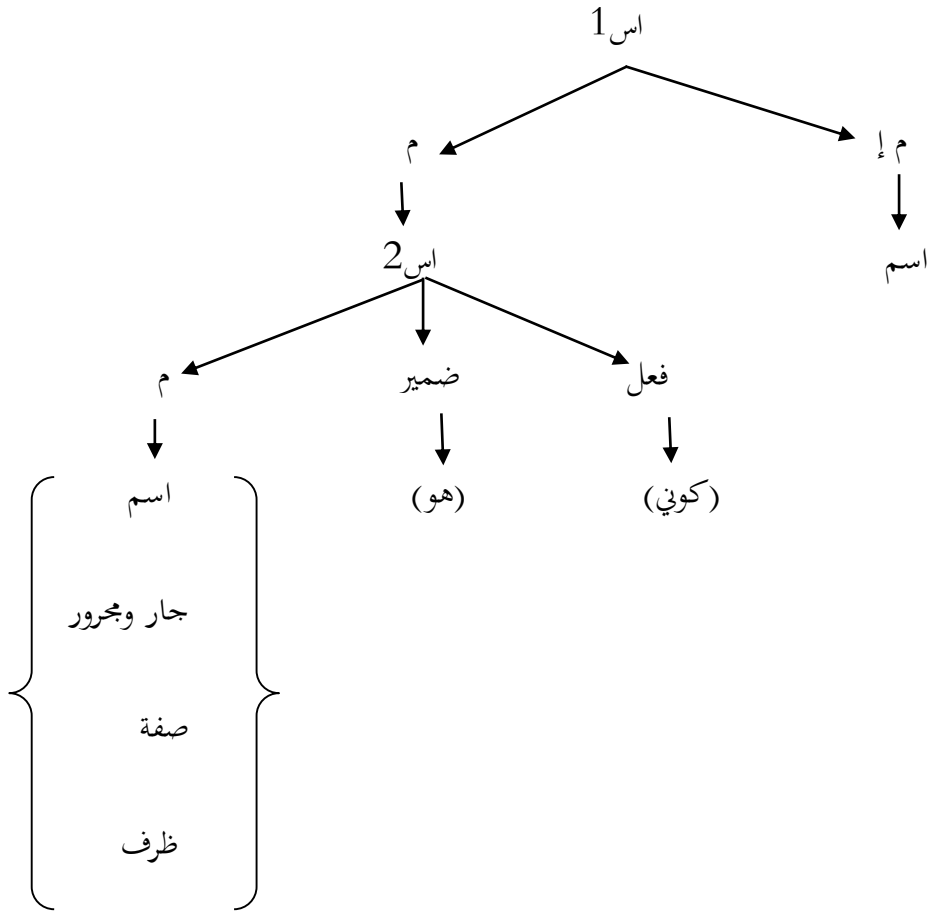 اس1
م إ م
اسم
اس2
فعل ضمير م
(كوني) (هو) اسم
جار ومجرور
صفة
ظرف